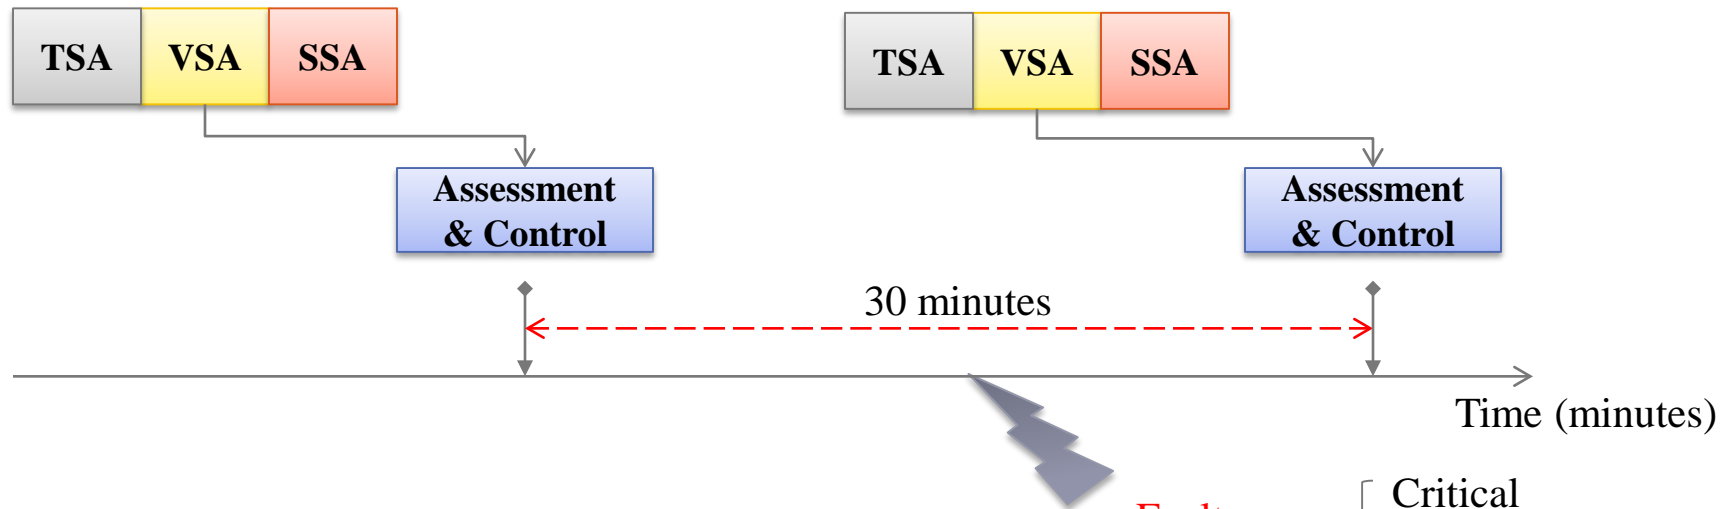 TSA VSA SSA
TSA VSA SSA
Assessment
& Control
Assessment
& Control
30 minutes
Time (minutes)
Critical